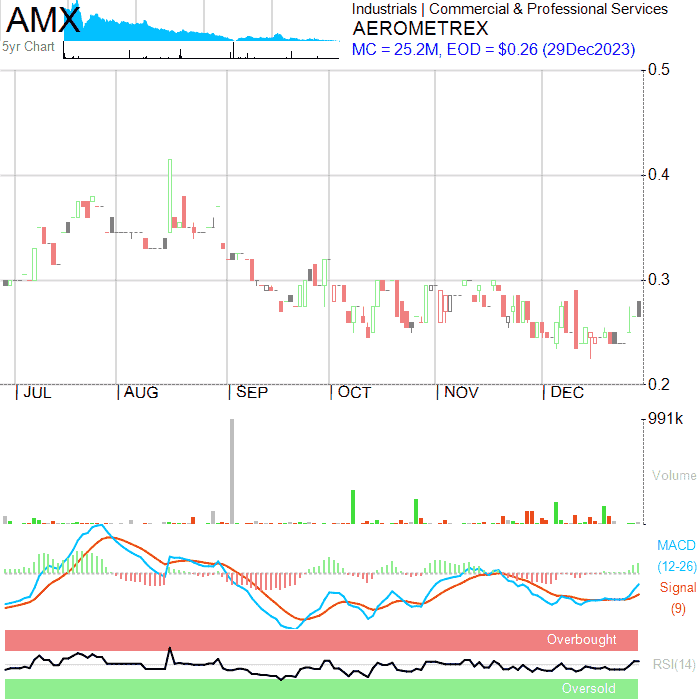 AMX
5yr Chart
Industrials | Commercial & Professional Services
AEROMETREX
MC = 25.2M, EOD = $0.26 (29Dec2023)
0.5
0.4
0.3
0.2
JUL
AUG
SEP
OCT
NOV
DEC
991k
Volume
MACD
(12-26)
Signal
(9)
Overbought
RSI(14)
Oversold